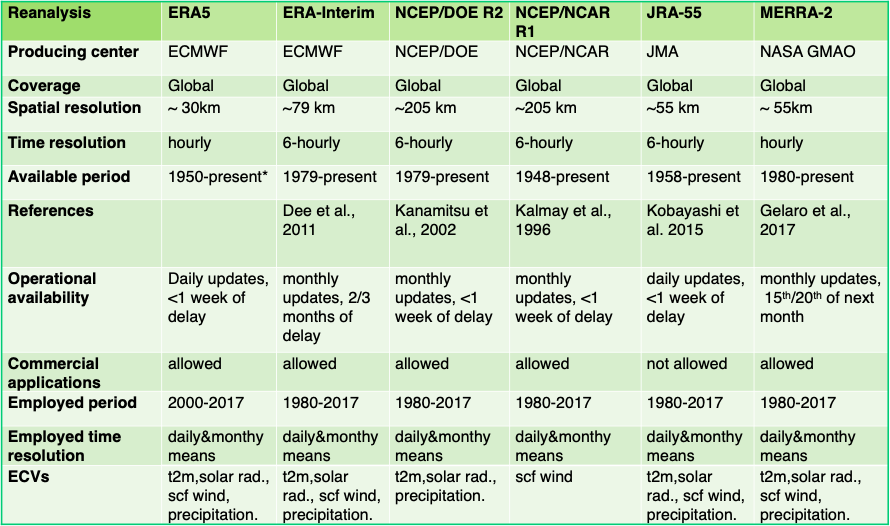 Reanalysis ERA5 ERA-Interim NCEP/DOE R2 NCEP/NCAR R1 JRA-55 MERRA-2
Producing center ECMWF ECMWF NCEP/DOE NCEP/NCAR JMA NASA GMAO
Coverage Global Global Global Global Global Global
Spatial resolution ~ 30km ~79 km ~205 km ~205 km ~55 km ~ 55km
Time resolution hourly 6-hourly 6-hourly 6-hourly 6-hourly hourly
Available period 1950-present* 1979-present 1979-present 1948-present 1958-present 1980-present
References Dee et al., 2011 Kanamitsu et al., 2002 Kalmay et al., 1996 Kobayashi et al. 2015 Gelaro et al., 2017
Operational availability Daily updates, <1 week of delay monthly updates, 2/3 months of delay monthly updates, <1 week of delay monthly updates, <1 week of delay daily updates, <1 week of delay monthly updates, 15th/20th of next month
Commercial applications allowed allowed allowed allowed not allowed allowed
Employed period 2000-2017 1980-2017 1980-2017 1980-2017 1980-2017 1980-2017
Employed time resolution daily&monthy means daily&monthy means daily&monthy means daily&monthy means daily&monthy means daily&monthy means
ECVs t2m,solar rad., scf wind, precipitation. t2m,solar rad., scf wind, precipitation. t2m,solar rad., precipitation. scf wind t2m,solar rad., scf wind, precipitation. t2m,solar rad., scf wind, precipitation.